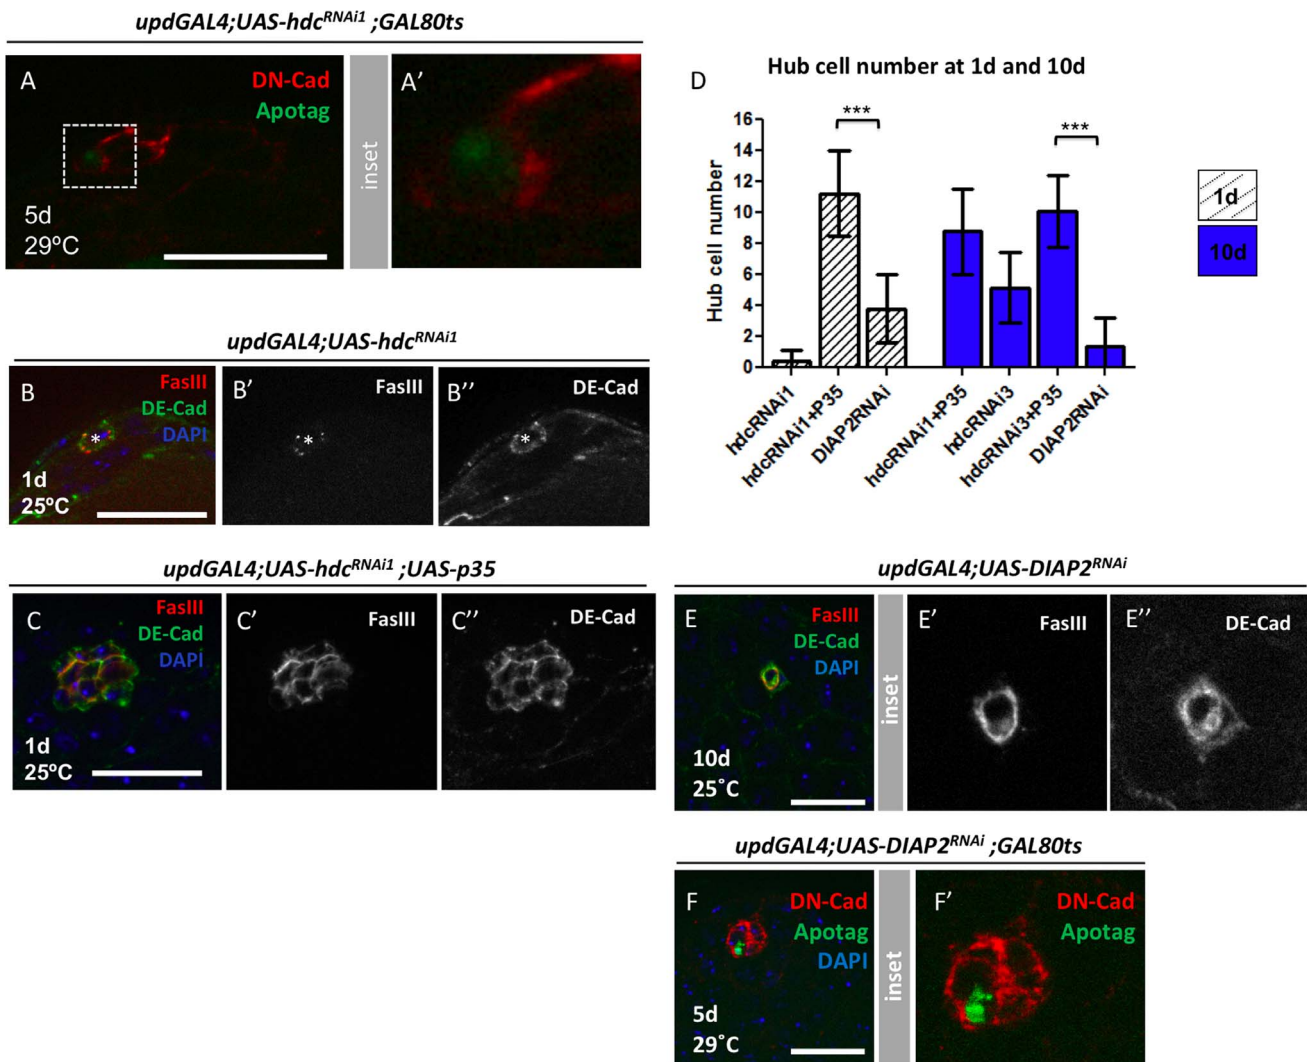 updGAL4;UAS-hdcRNAi1 ;GAL80ts
A
DN-Cad
Apotag
5d
29ºC
inset
A'
updGAL4;UAS-hdcRNAi1
B
FasIII
DE-Cad
DAPI
*
1d
25ºC
B'
FasIII
*
B''
DE-Cad
*
updGAL4;UAS-hdcRNAi1 ;UAS-p35
C
FasIII
DE-Cad
DAPI
1d
25ºC
C'
FasIII
C''
DE-Cad
D
Hub cell number at 1d and 10d
Hub cell number
16
14
12
10
8
6
4
2
0
***
***
hdcRNAi1
hdcRNAi1+P35
DIAP2RNAi
hdcRNAi1+P35
hdcRNAi3
hdcRNAi3+P35
DIAP2RNAi
1d
10d
updGAL4;UAS-DIAP2RNAi
E
FasIII
DE-Cad
DAPI
10d
25˚C
inset
E'
FasIII
E''
DE-Cad
updGAL4;UAS-DIAP2RNAi ;GAL80ts
F
DN-Cad
Apotag
DAPI
5d
29˚C
inset
F'
DN-Cad
Apotag